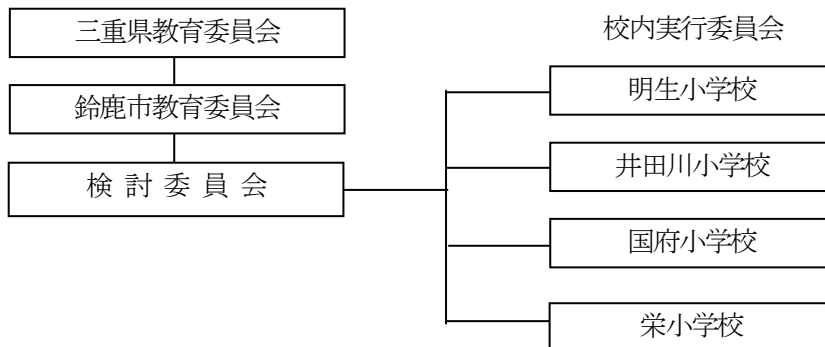 三重県教育委員会
鈴鹿市教育委員会
検 討 委 員 会
校内実行委員会
明生小学校
井田川小学校
国府小学校
栄小学校